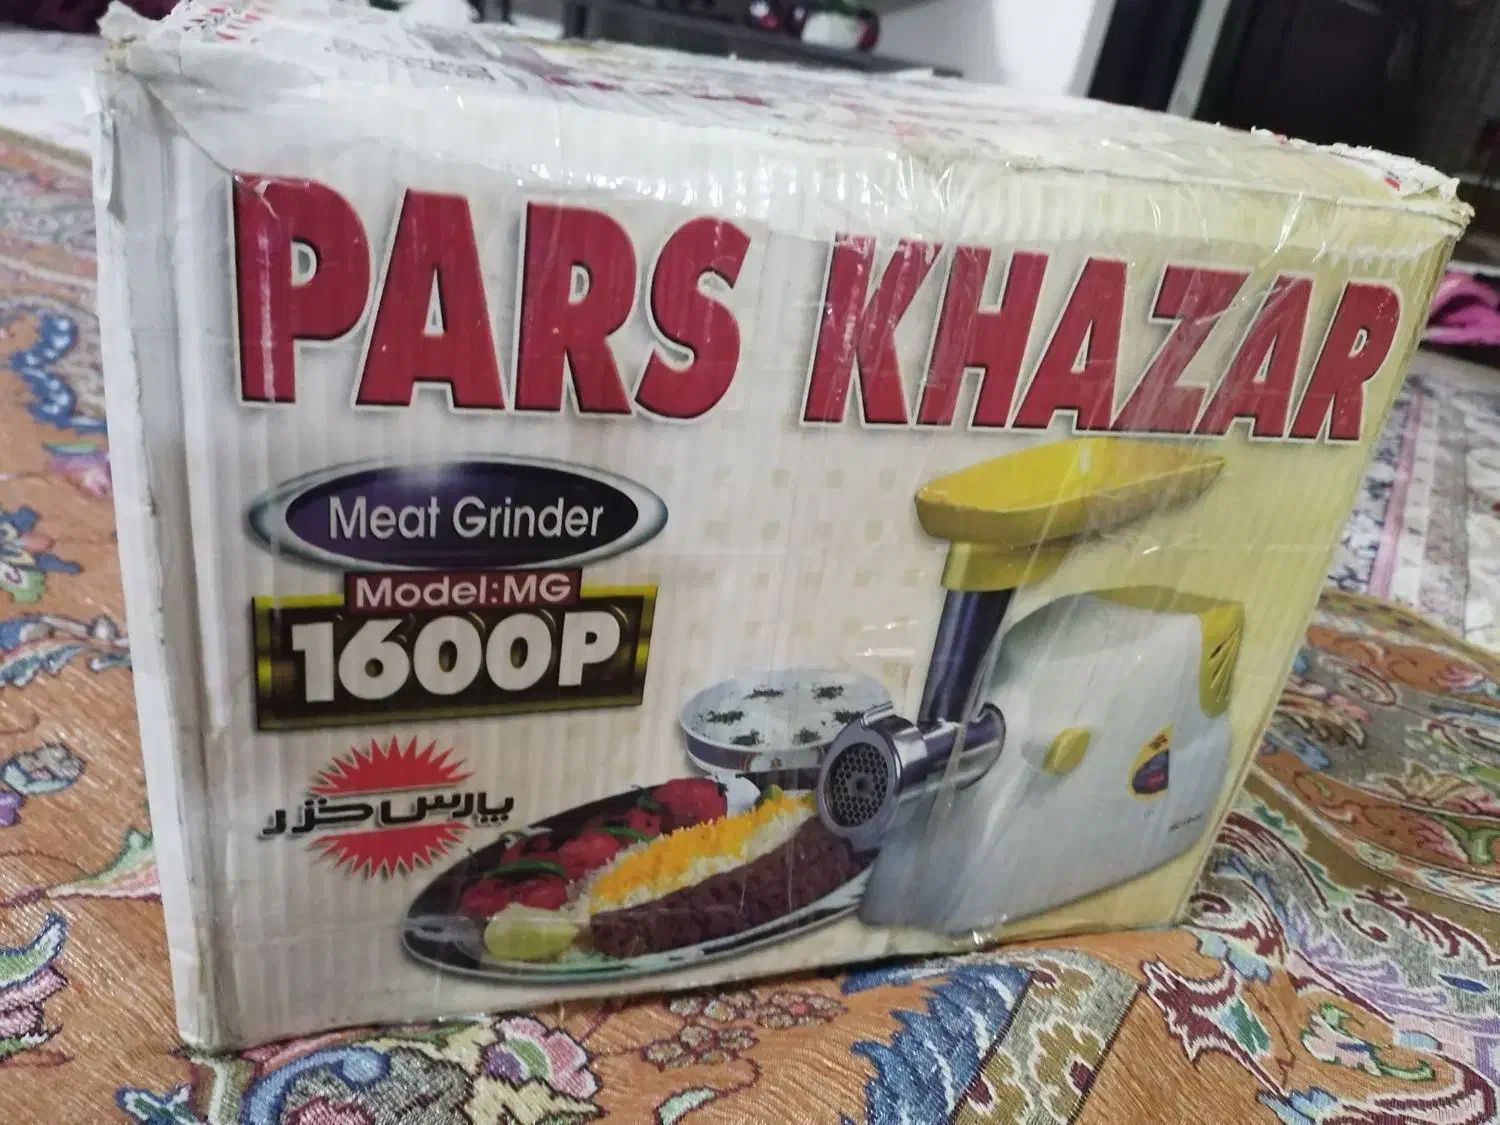 PARS KHAZAR
Meat Grinder
Model:MG
1600P
پارس خزر